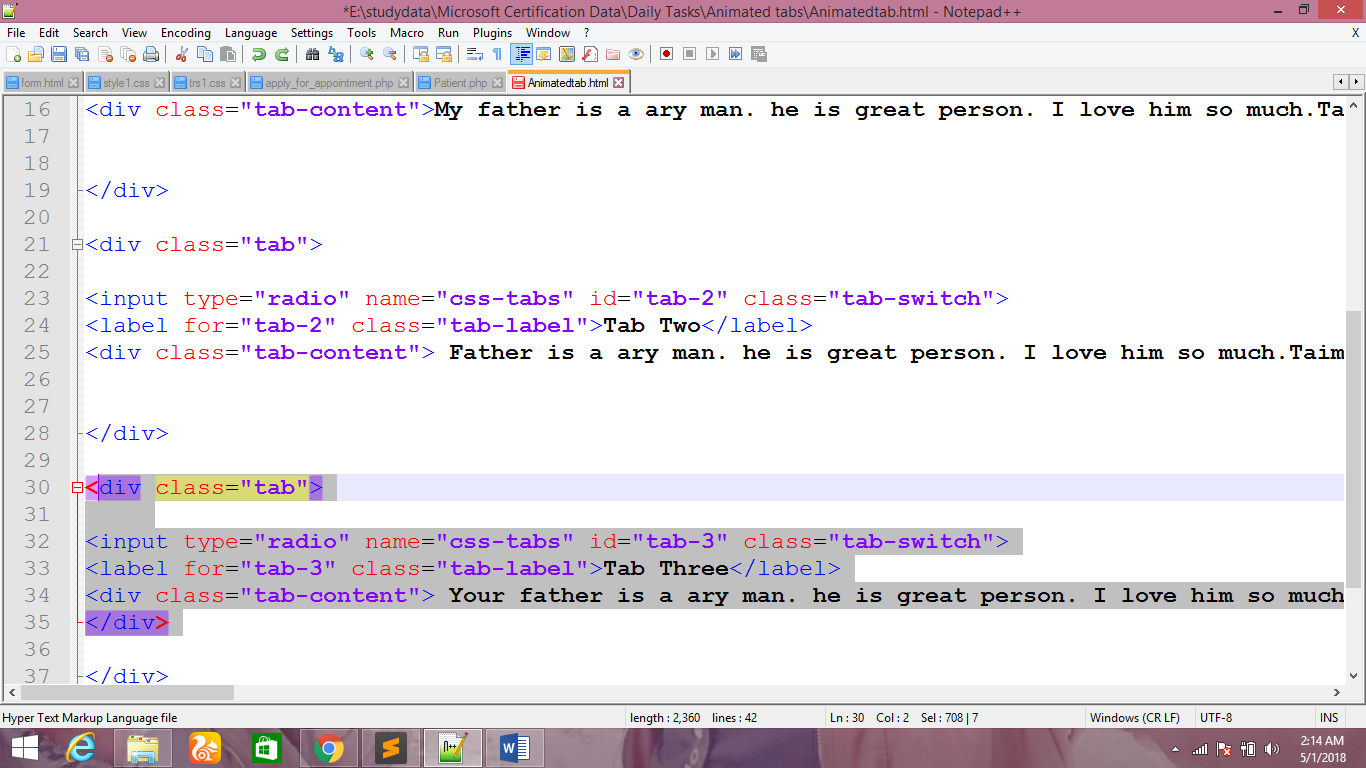 *E:\studydata\Microsoft Certification Data\Daily Tasks\Animated tabs\Animatedtab.html - Notepad++
File Edit Search View Encoding Language Settings Tools Macro Run Plugins Window ? X
form.html style1.css trs1.css apply_for_appointment.php Patient.php Animatedtab.html
16 <div class="tab-content">My father is a ary man. he is great person. I love him so much.Ta
17
18
19 </div>
20
21 <div class="tab">
22
23 <input type="radio" name="css-tabs" id="tab-2" class="tab-switch">
24 <label for="tab-2" class="tab-label">Tab Two</label>
25 <div class="tab-content"> Father is a ary man. he is great person. I love him so much.Taim
26
27
28 </div>
29
30 <div class="tab">
31
32 <input type="radio" name="css-tabs" id="tab-3" class="tab-switch">
33 <label for="tab-3" class="tab-label">Tab Three</label>
34 <div class="tab-content"> Your father is a ary man. he is great person. I love him so much
35 </div>
36
37 </div>
Hyper Text Markup Language file length : 2,360 lines : 42 Ln : 30 Col : 2 Sel : 708 | 7 Windows (CR LF) UTF-8 INS
2:14 AM
5/1/2018